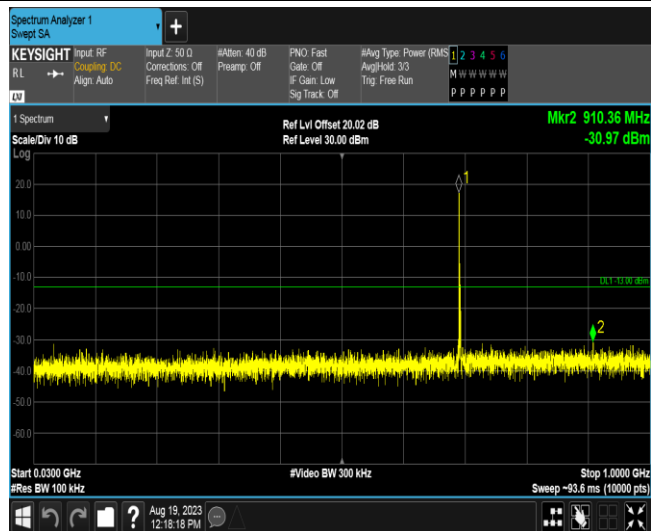 Spectrum Analyzer 1
Swept SA
KEYSIGHT
RL
LXI
Input: RF
Coupling: DC
Align: Auto
Input Z: 50 Ω
Corrections: Off
Freq Ref: Int (S)
#Atten: 40 dB
Preamp: Off
PNO: Fast
Gate: Off
IF Gain: Low
Sig Track: Off
#Avg Type: Power (RMS
Avg|Hold: 3/3
Trig: Free Run
1 2 3 4 5 6
M W W W W W
P P P P P P
1 Spectrum
Scale/Div 10 dB
Log
Ref Lvl Offset 20.02 dB
Ref Level 30.00 dBm
Mkr2 910.36 MHz
-30.97 dBm
20.0
10.0
0.00
-10.0
-20.0
-30.0
-40.0
-50.0
-60.0
1
DL1 -13.00 dBm
2
Start 0.0300 GHz
#Res BW 100 kHz
#Video BW 300 kHz
Stop 1.0000 GHz
Sweep ~93.6 ms (10000 pts)
?
Aug 19, 2023
12:18:18 PM